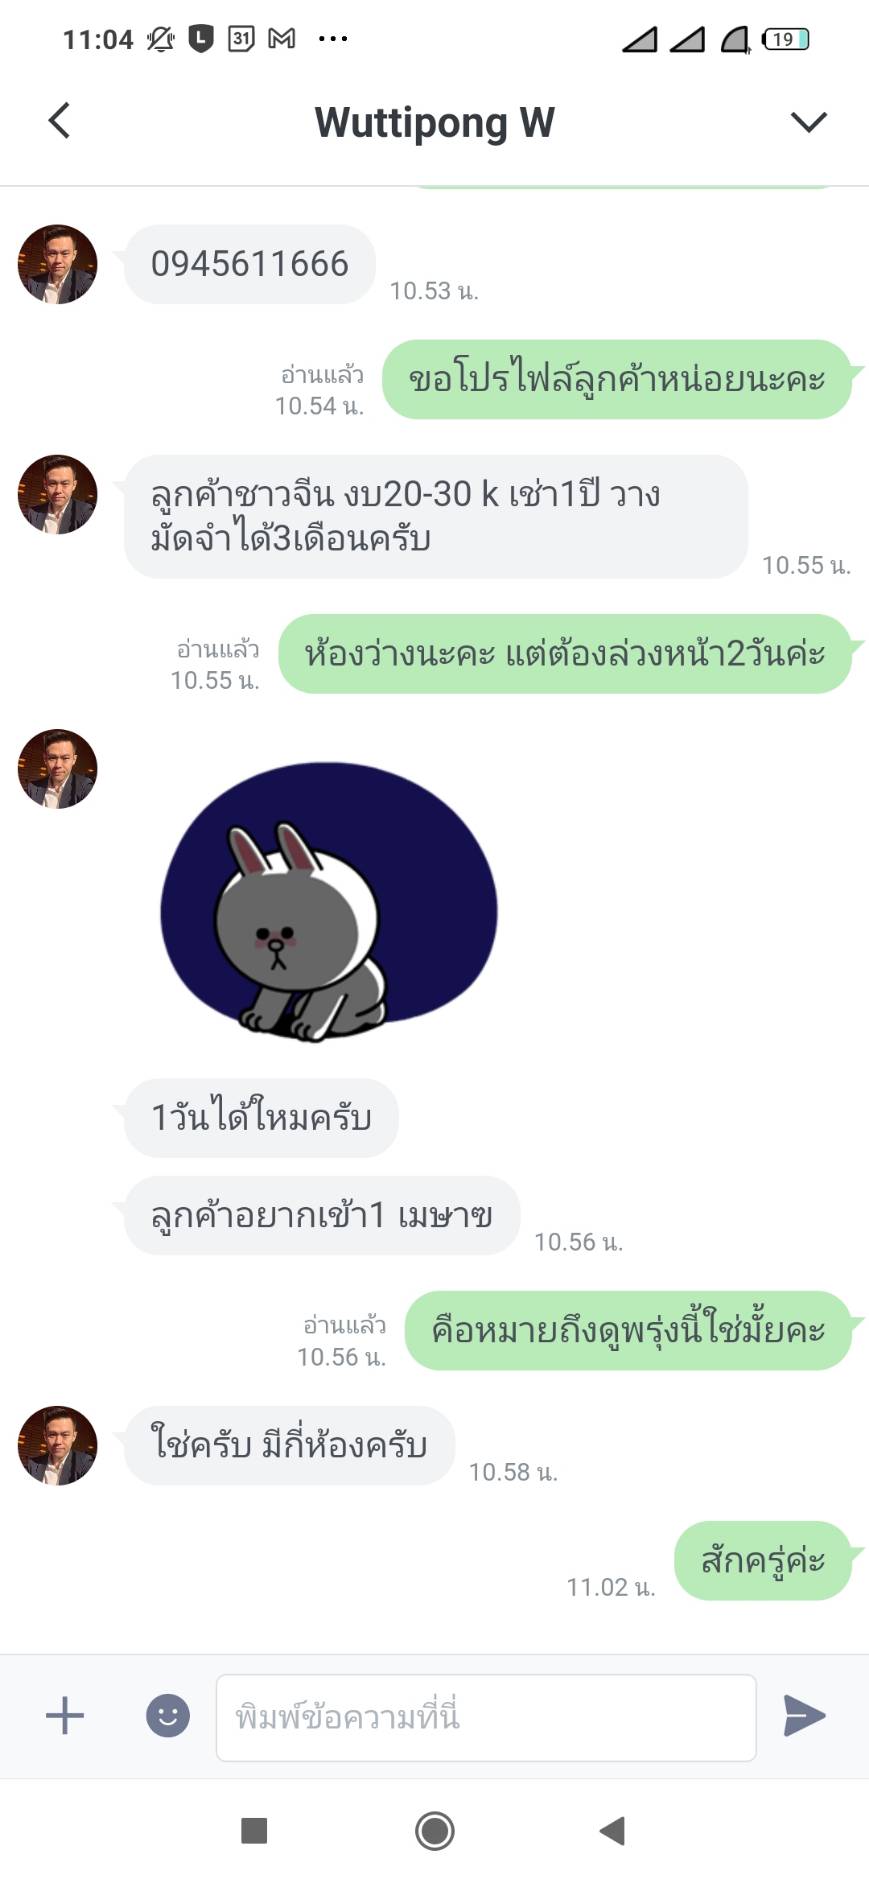 11:04 L 31 ... 19
Wuttipong W
0945611666
10.53 น.
อ่านแล้ว
10.54 น.
ขอโปรไฟล์ลูกค้าหน่อยนะคะ
ลูกค้าชาวจีน งบ20-30 k เช่า1ปี วาง
มัดจำได้3เดือนครับ
10.55 น.
อ่านแล้ว
10.55 น.
ห้องว่างนะคะ แต่ต้องล่วงหน้า2วันค่ะ
1วันได้ใหมครับ
ลูกค้าอยากเข้า1 เมษาฃ
10.56 น.
อ่านแล้ว
10.56 น.
คือหมายถึงดูพรุ่งนี้ใช่มั้ยคะ
ใช่ครับ มีกี่ห้องครับ
10.58 น.
สักครู่ค่ะ
11.02 น.
พิมพ์ข้อความที่นี่